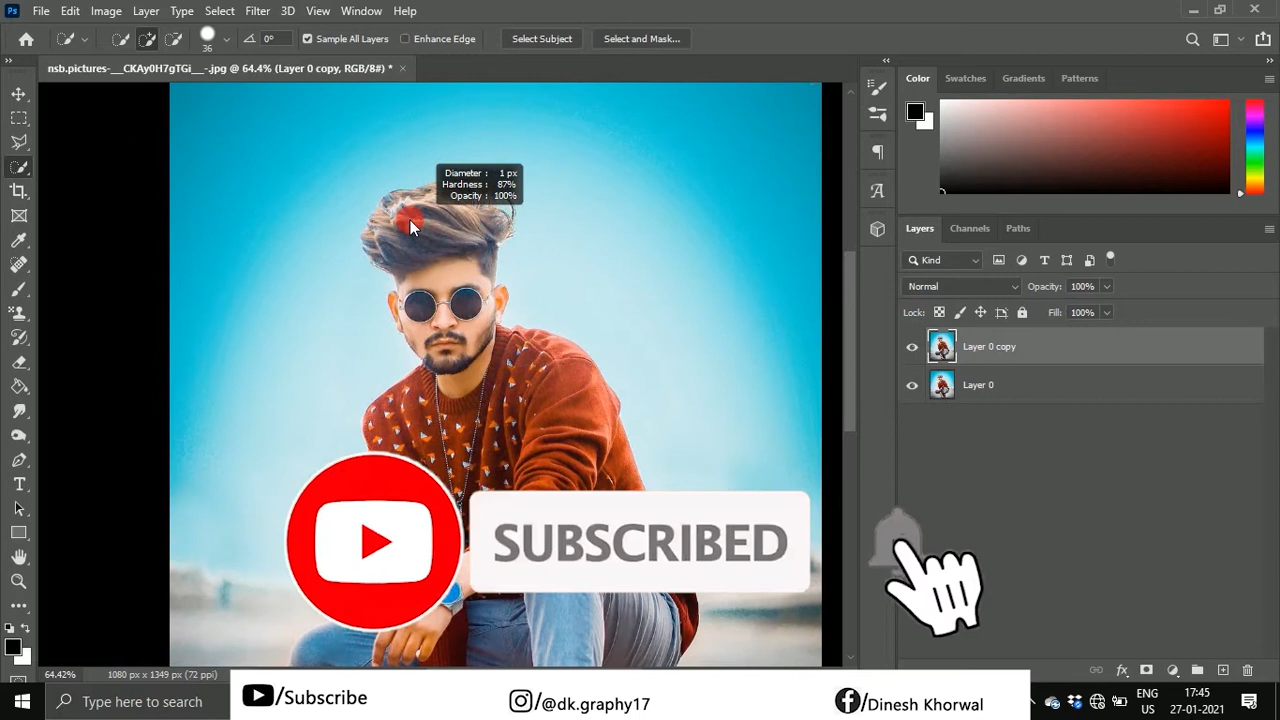 Ps File Edit Image Layer Type Select Filter 3D View Window Help
36 0° Sample All Layers Enhance Edge Select Subject Select and Mask...
nsb.pictures-__CKAy0H7gTGi__-.jpg @ 64.4% (Layer 0 copy, RGB/8#) * ×
Color Swatches Gradients Patterns
Diameter : 1 px
Hardness : 87%
Opacity : 100%
Layers Channels Paths
Kind
Normal Opacity: 100%
Lock: Fill: 100%
Layer 0 copy
Layer 0
SUBSCRIBED
64.42% 1080 px x 1349 px (72 ppi)
Type here to search
/Subscribe
/@dk.graphy17
/Dinesh Khorwal
ENG
US
17:45
27-01-2021